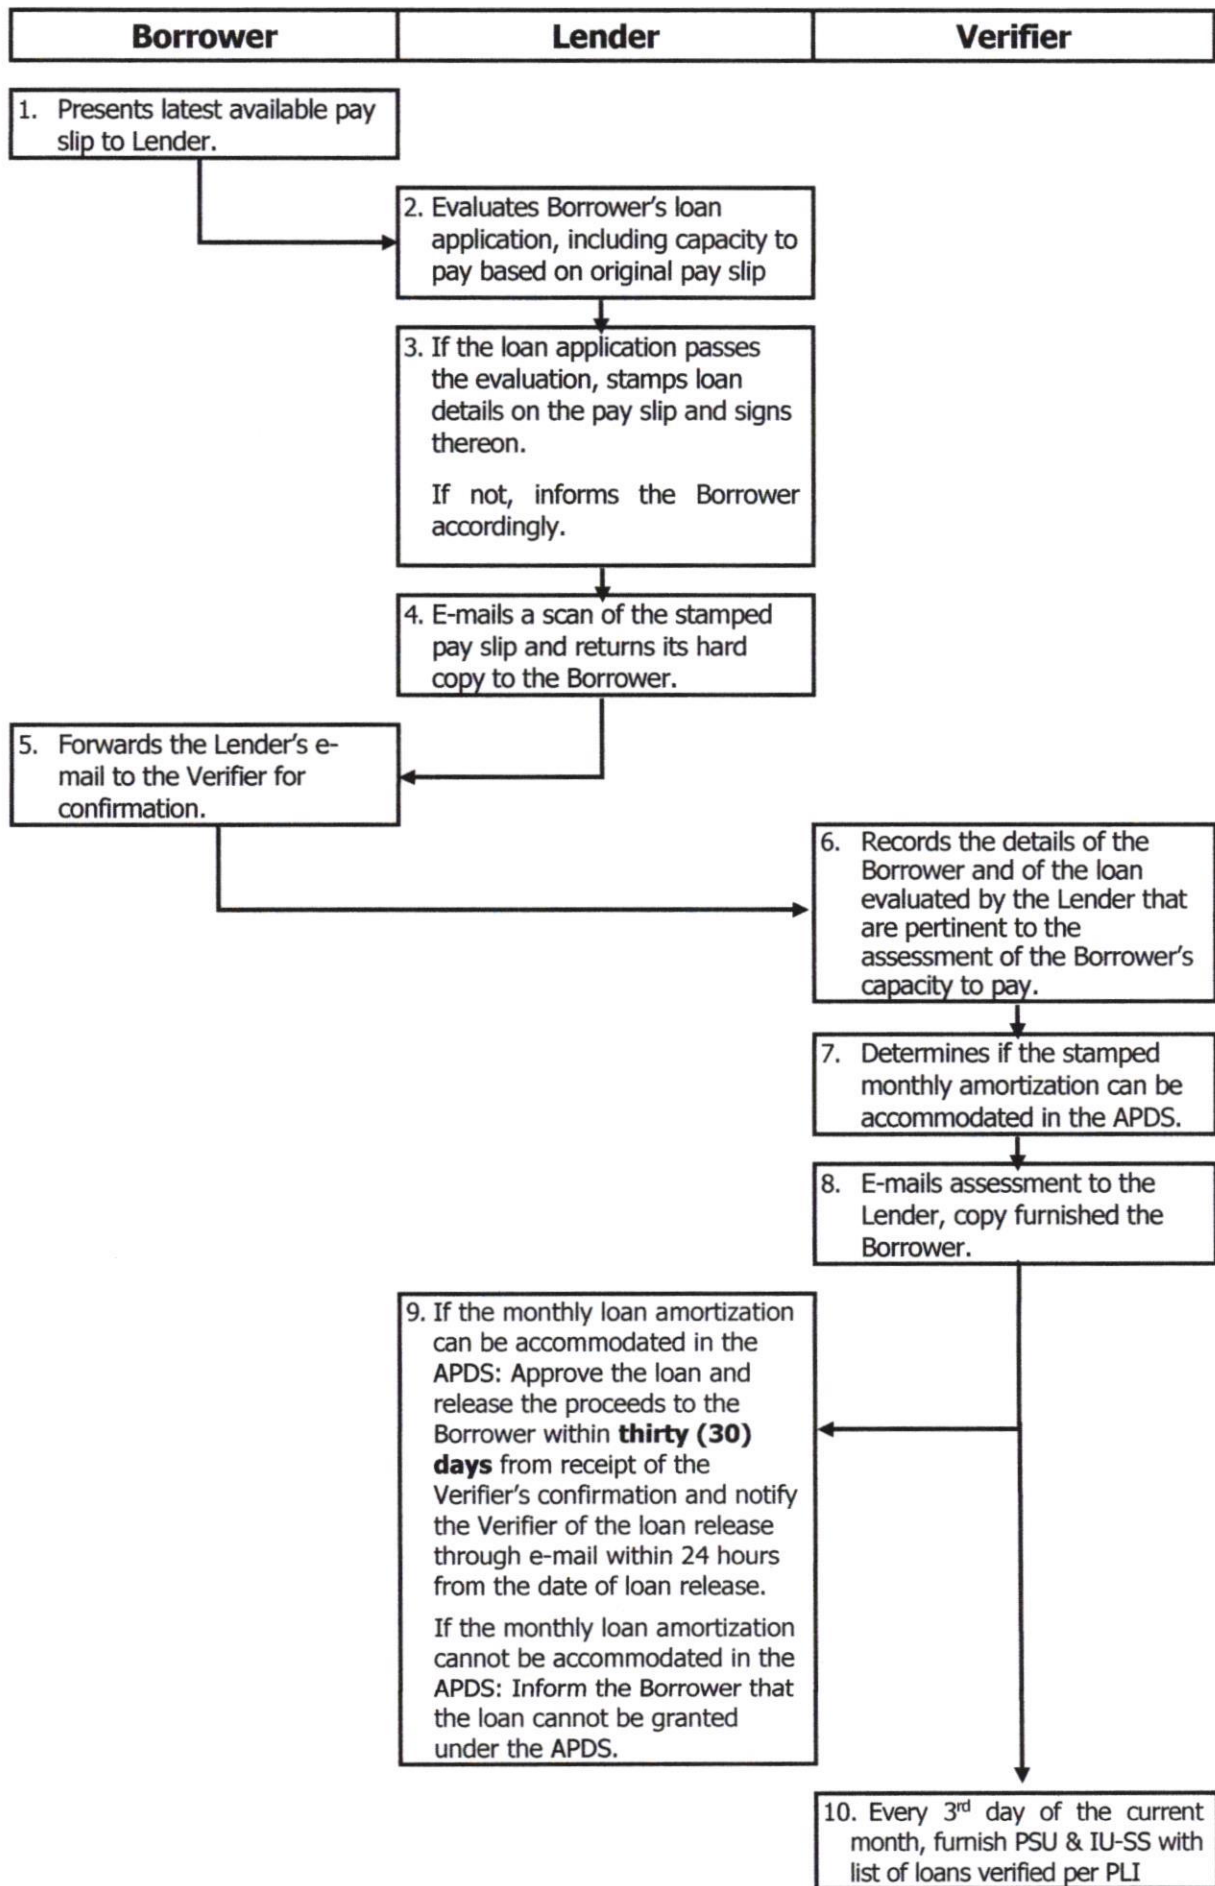 Borrower Lender Verifier
1. Presents latest available pay
slip to Lender.
2. Evaluates Borrower's loan
application, including capacity to
pay based on original pay slip
3. If the loan application passes
the evaluation, stamps loan
details on the pay slip and signs
thereon.
If not, informs the Borrower
accordingly.
4. E-mails a scan of the stamped
pay slip and returns its hard
copy to the Borrower.
5. Forwards the Lender's e-
mail to the Verifier for
confirmation.
6. Records the details of the
Borrower and of the loan
evaluated by the Lender that
are pertinent to the
assessment of the Borrower's
capacity to pay.
7. Determines if the stamped
monthly amortization can be
accommodated in the APDS.
8. E-mails assessment to the
Lender, copy furnished the
Borrower.
9. If the monthly loan amortization
can be accommodated in the
APDS: Approve the loan and
release the proceeds to the
Borrower within thirty (30)
days from receipt of the
Verifier's confirmation and notify
the Verifier of the loan release
through e-mail within 24 hours
from the date of loan release.
If the monthly loan amortization
cannot be accommodated in the
APDS: Inform the Borrower that
the loan cannot be granted
under the APDS.
10. Every 3rd day of the current
month, furnish PSU & IU-SS with
list of loans verified per PLI